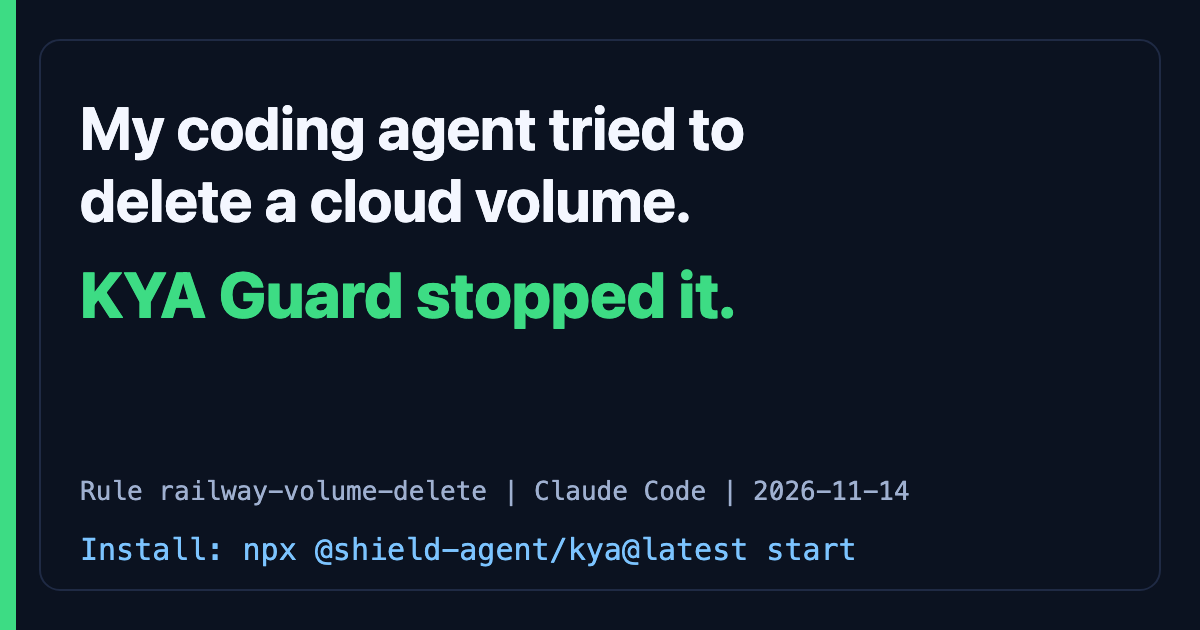 My coding agent tried to
delete a cloud volume.
KYA Guard stopped it.
Rule railway-volume-delete | Claude Code | 2026-11-14
Install: npx @shield-agent/kya@latest start